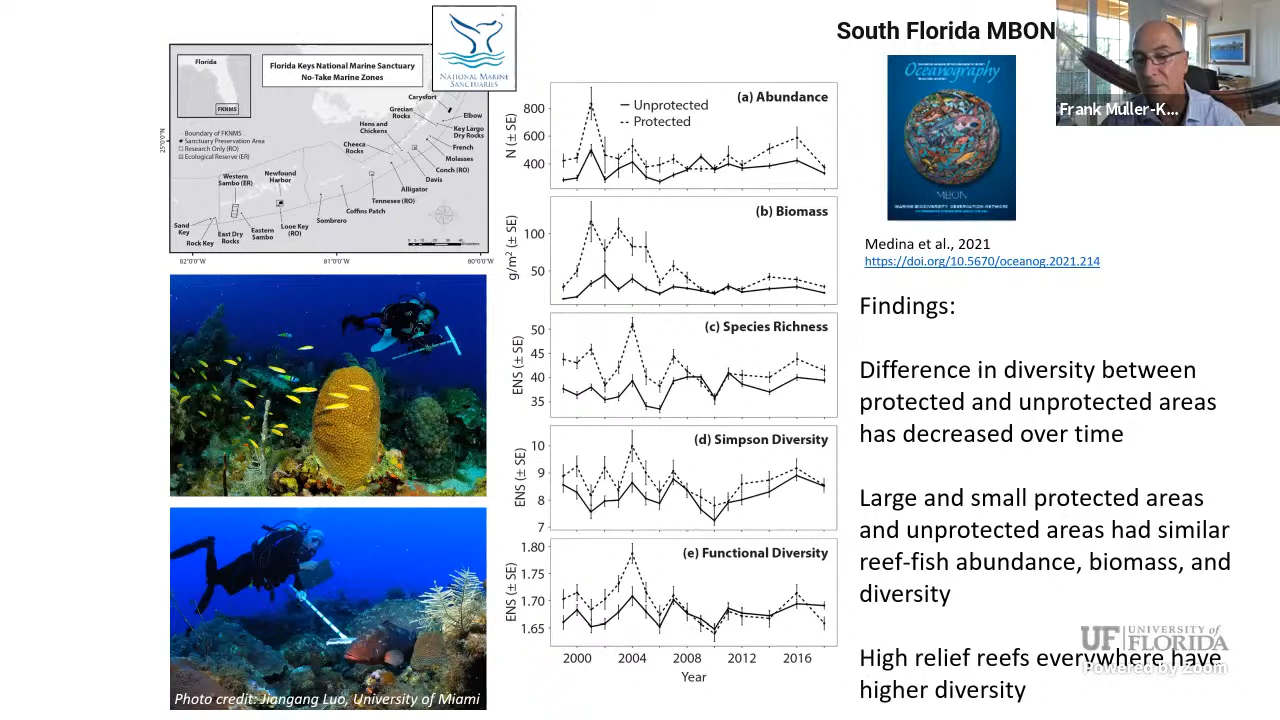 South Florida MBON
Frank Muller-K...
NATIONAL MARINE
SANCTUARIES
Florida
FKNMS
Florida Keys National Marine Sanctuary
No-Take Marine Zones
Boundary of FKNMS
Sanctuary Preservation Area
Research Only (RO)
Ecological Reserve (ER)
25°0'0"N
Carysfort
Grecian
Rocks
Elbow
Hens and
Chickens
Key Largo
Dry Rocks
Cheeca
Rocks
French
Molasses
Conch (RO)
Davis
Alligator
Tennesee (RO)
Coffins Patch
Sombrero
Western
Sambo (ER)
Newfound
Harbor
Sand
Key
Rock Key
East Dry
Rocks
Eastern
Sambo
Looe Key
(RO)
82°0'0"W
81°0'0"W
80°0'0"W
Photo credit: Jiangang Luo, University of Miami
(a) Abundance
Unprotected
Protected
N (± SE)
800
600
400
(b) Biomass
g/m² (± SE)
100
50
(c) Species Richness
ENS (± SE)
50
45
40
35
(d) Simpson Diversity
ENS (± SE)
10
9
8
7
(e) Functional Diversity
ENS (± SE)
1.80
1.75
1.70
1.65
2000 2004 2008 2012 2016
Year
Oceanography
MBON
MARINE BIODIVERSITY OBSERVATION NETWORK
Medina et al., 2021
https://doi.org/10.5670/oceanog.2021.214
Findings:
Difference in diversity between
protected and unprotected areas
has decreased over time
Large and small protected areas
and unprotected areas had similar
reef-fish abundance, biomass, and
diversity
High relief reefs everywhere have
higher diversity
UF UNIVERSITY of
FLORIDA
Powered by Zoom